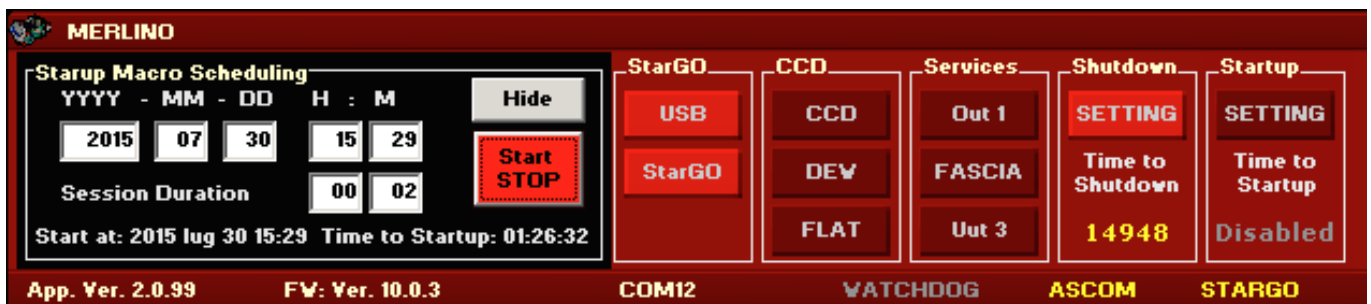 MERLINO
Starup Macro Scheduling
YYYY - MM - DD H : M
2015 07 30 15 29
Hide
Start STOP
Session Duration 00 02
Start at: 2015 lug 30 15:29 Time to Startup: 01:26:32
StarGO
USB
StarGO
CCD
CCD
DEV
FLAT
Services
Out 1
FASCIA
Uut 3
Shutdown
SETTING
Time to
Shutdown
14948
Startup
SETTING
Time to
Startup
Disabled
App. Ver. 2.0.99 FW: Ver. 10.0.3 COM12 WATCHDOG ASCOM STARGO